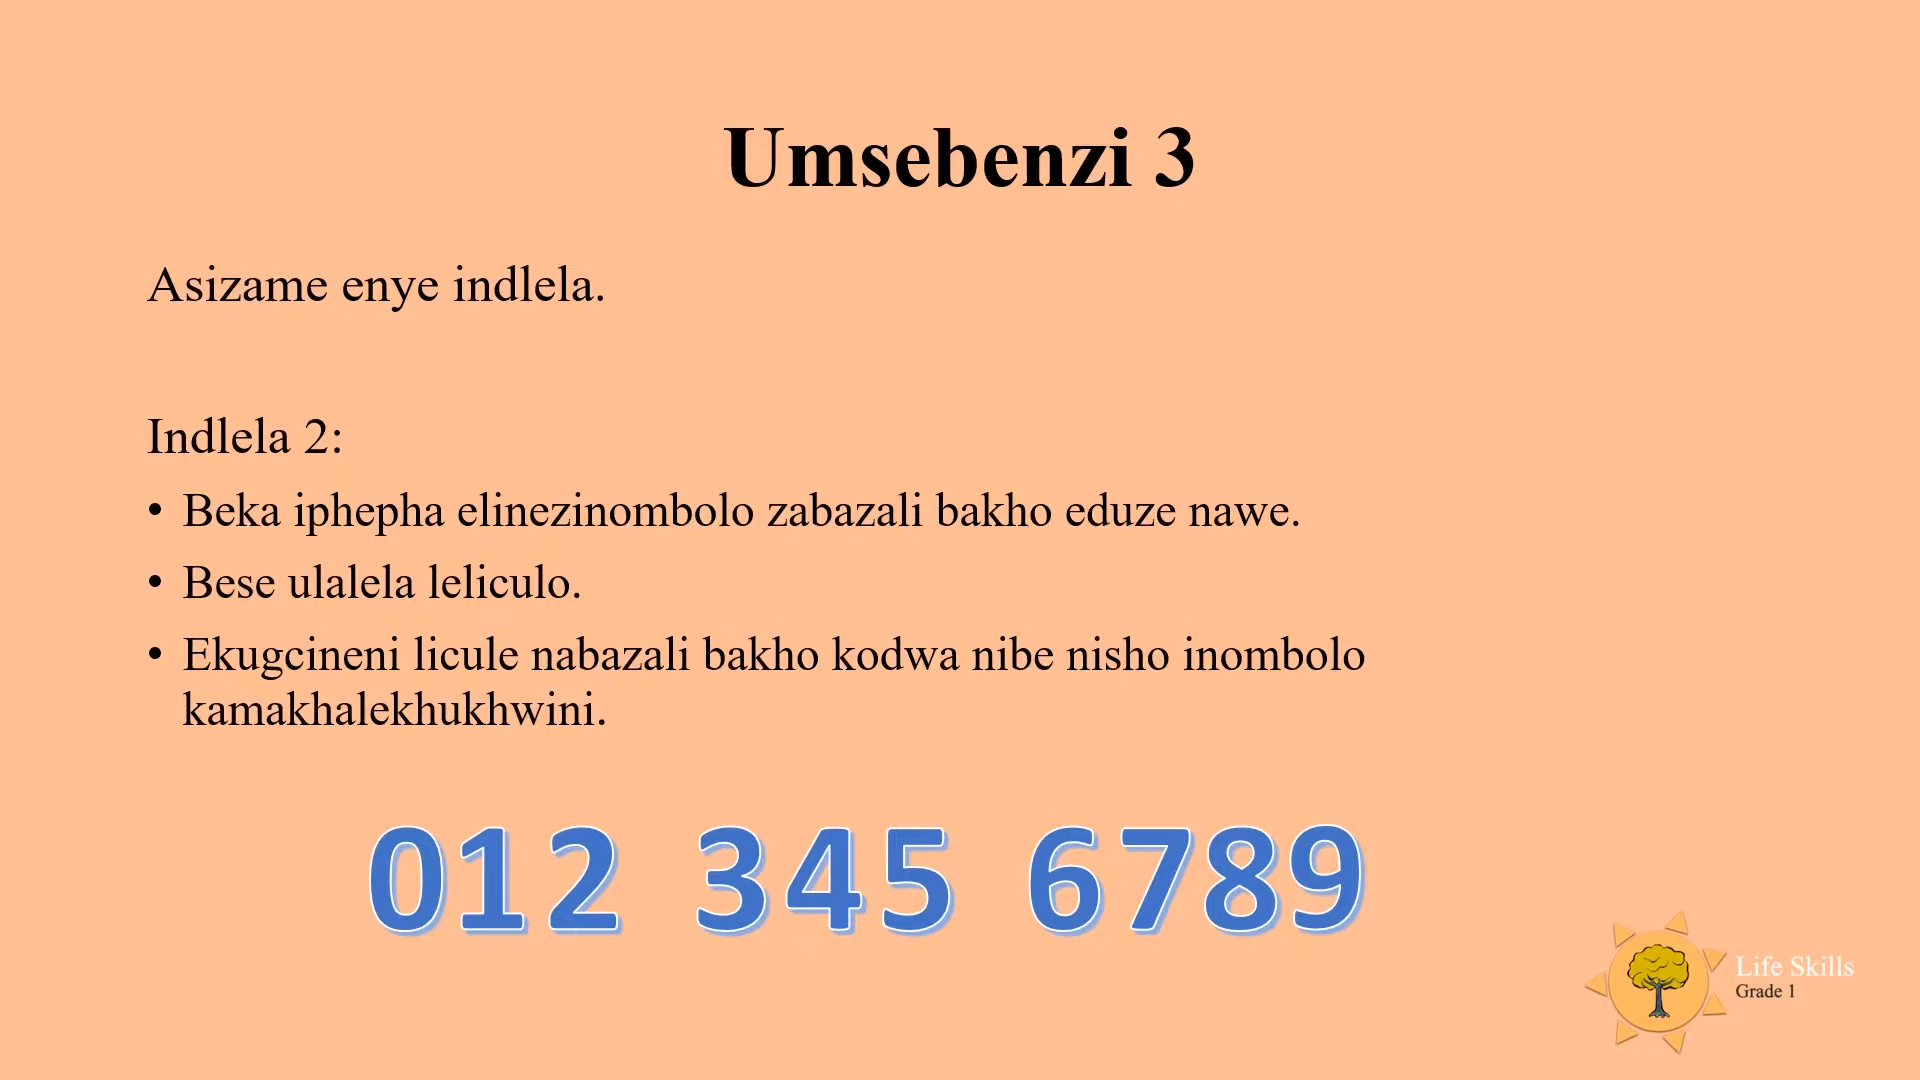 Umsebenzi 3
Asizame enye indlela.
Indlela 2:
• Beka iphepha elinezinombolo zabazali bakho eduze nawe.
• Bese ulalela leliculo.
• Ekugcineni licule nabazali bakho kodwa nibe nisho inombolo
kamakhalekhukhwini.
012 345 6789
Life Skills
Grade 1